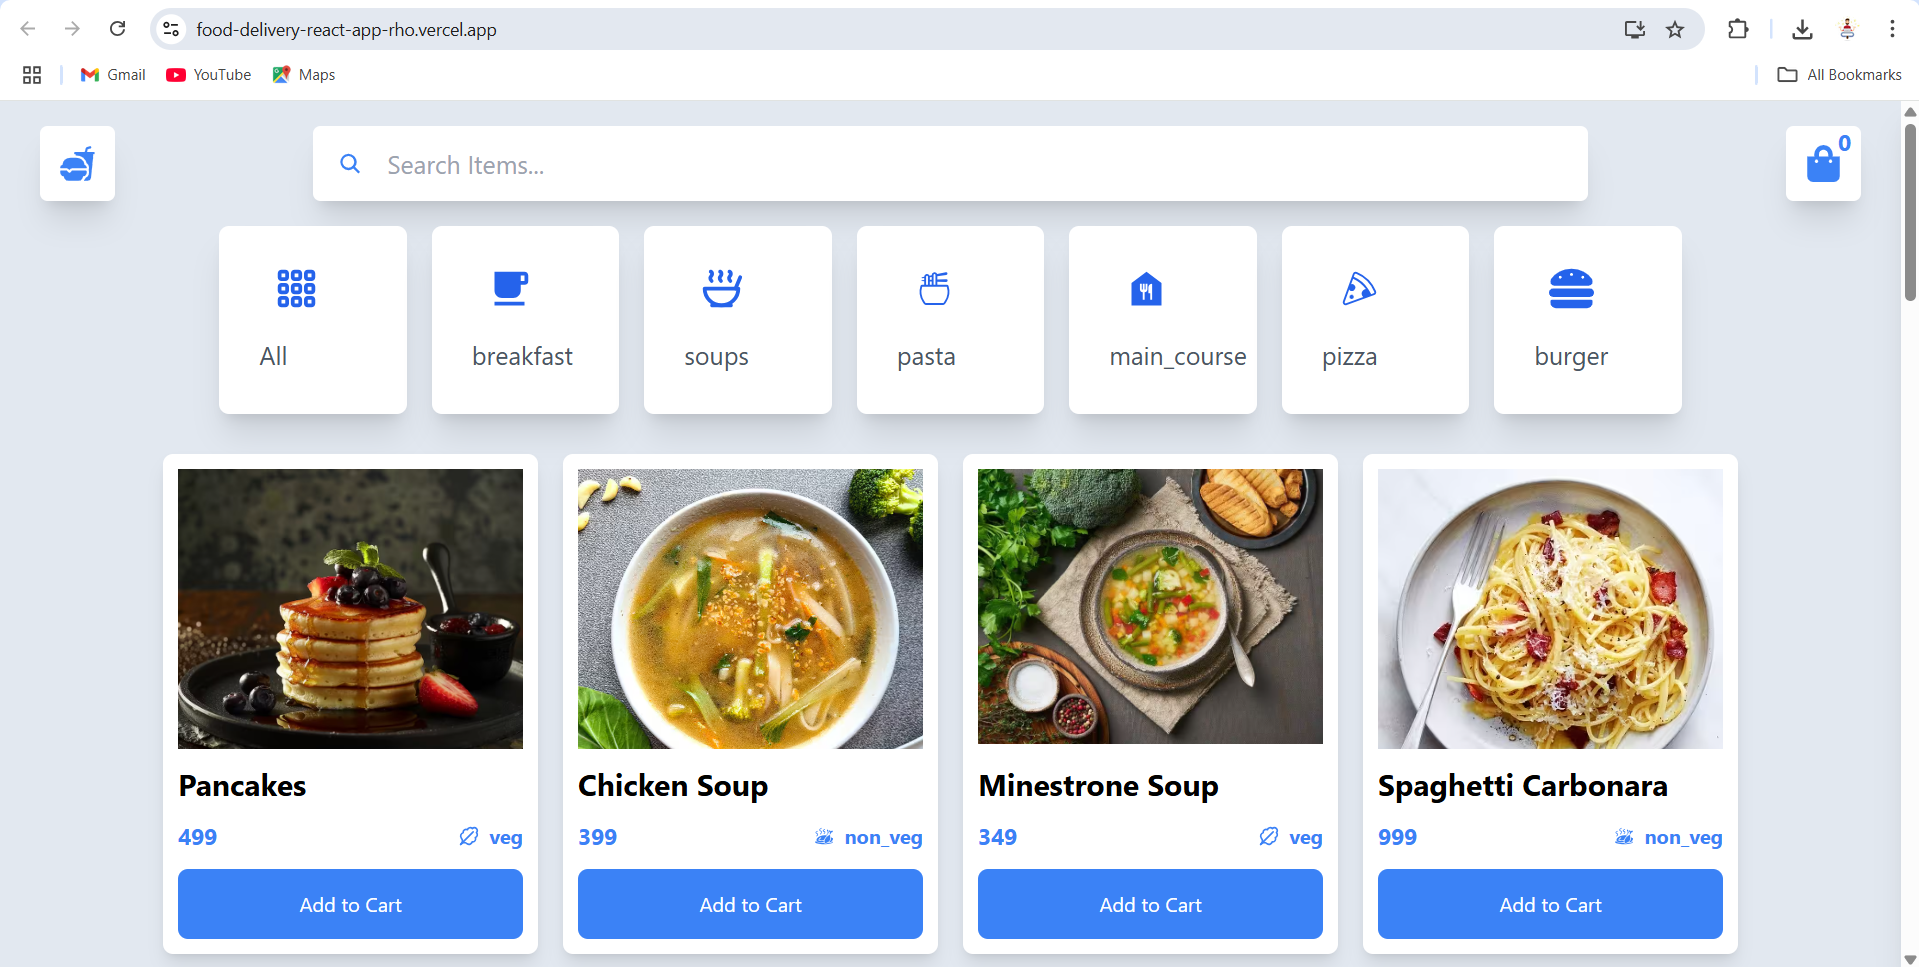 food-delivery-react-app-rho.vercel.app
Gmail YouTube Maps All Bookmarks
Search Items...
0
All breakfast soups pasta main_course pizza burger
Pancakes Chicken Soup Minestrone Soup Spaghetti Carbonara
499 veg 399 non_veg 349 veg 999 non_veg
Add to Cart Add to Cart Add to Cart Add to Cart